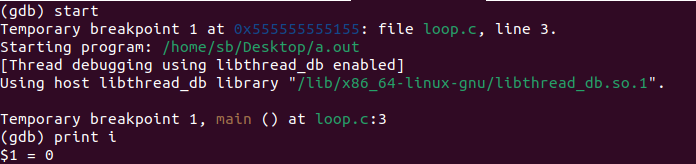 (gdb) start
Temporary breakpoint 1 at 0x555555555155: file loop.c, line 3.
Starting program: /home/sb/Desktop/a.out
[Thread debugging using libthread_db enabled]
Using host libthread_db library "/lib/x86_64-linux-gnu/libthread_db.so.1".

Temporary breakpoint 1, main () at loop.c:3
(gdb) print i
$1 = 0